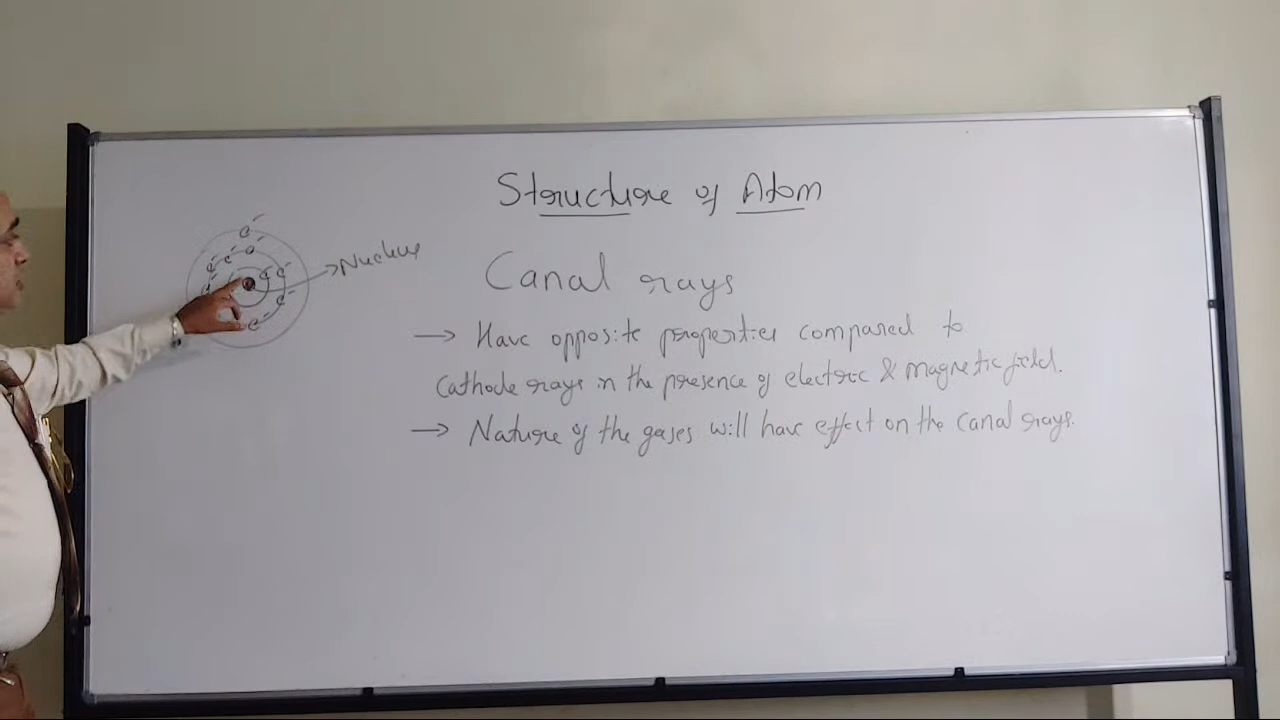 Structure of Atom
Nucleus
Canal rays
→ Have opposite properties compared to
cathode rays in the presence of electric & magnetic field.
→ Nature of the gases will have effect on the canal rays.